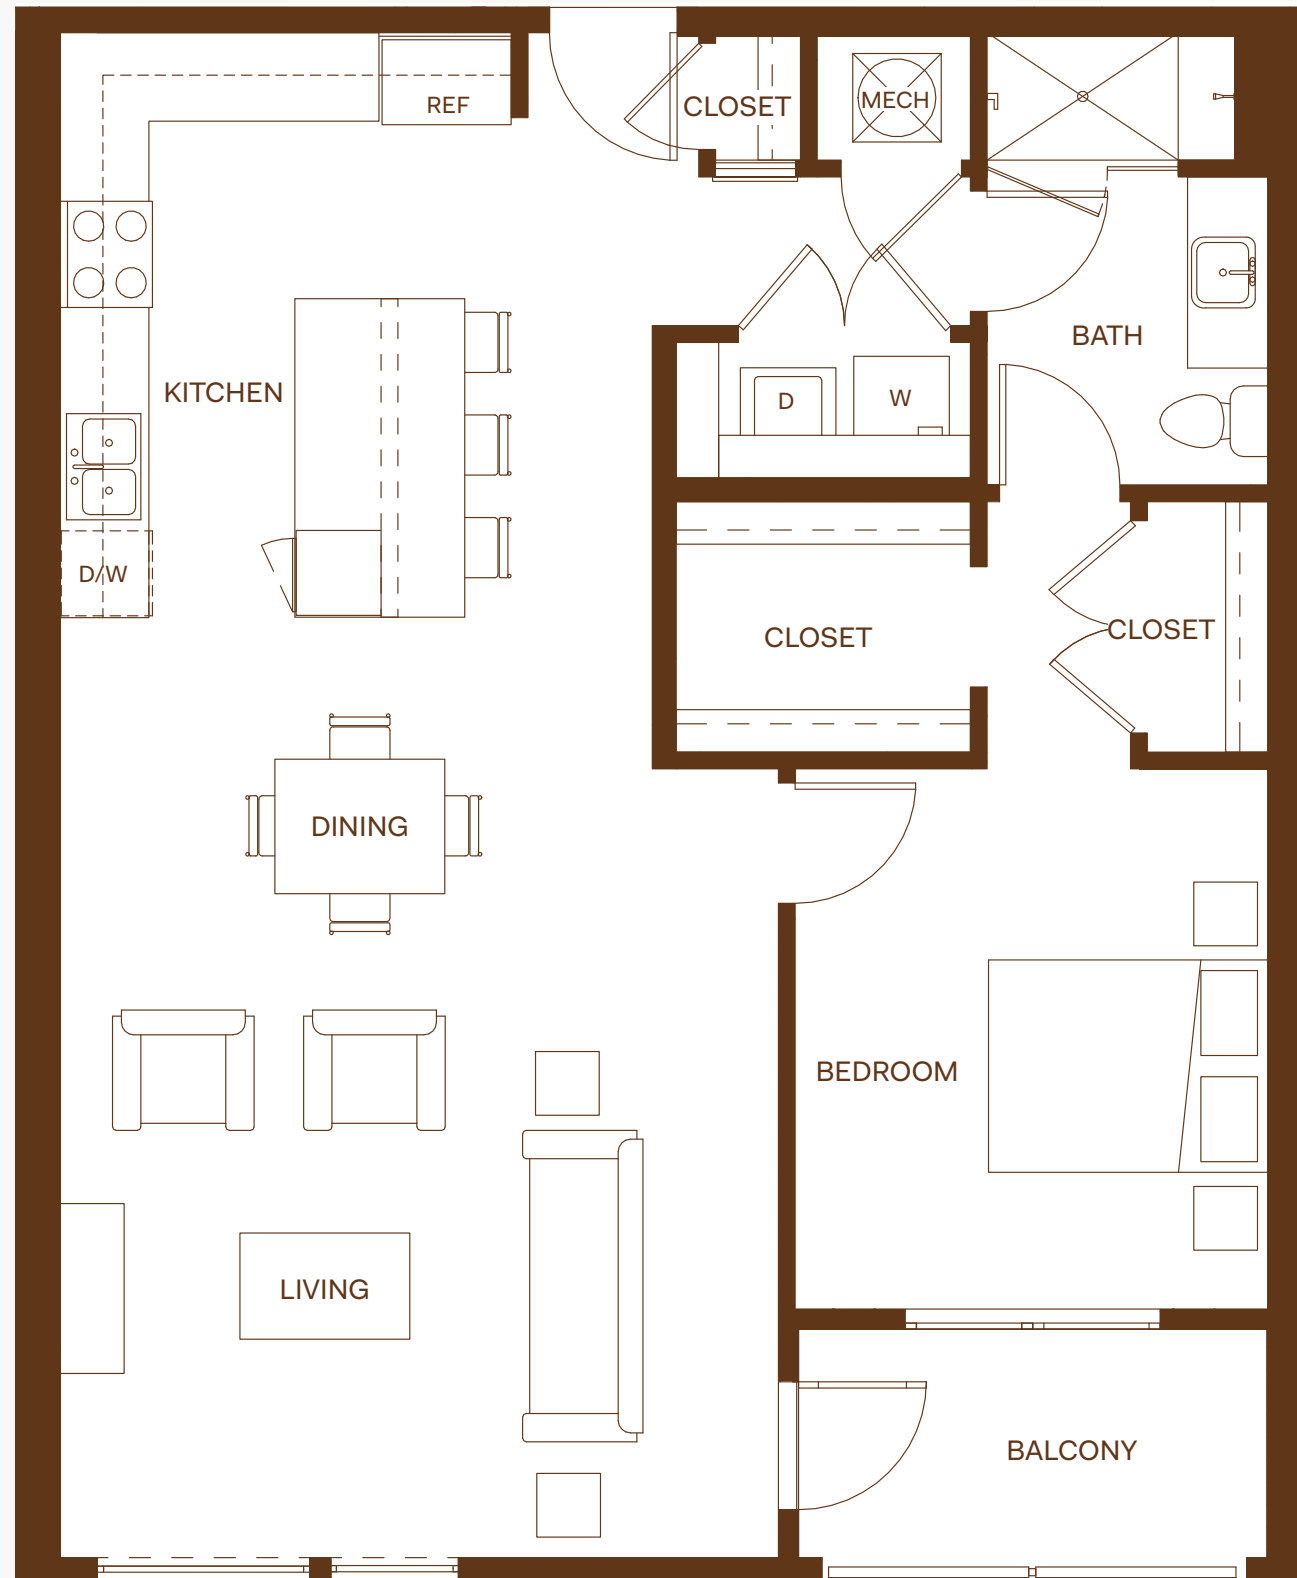 REF
CLOSET
MECH
BATH
KITCHEN
D
W
D/W
CLOSET
CLOSET
DINING
BEDROOM
LIVING
BALCONY